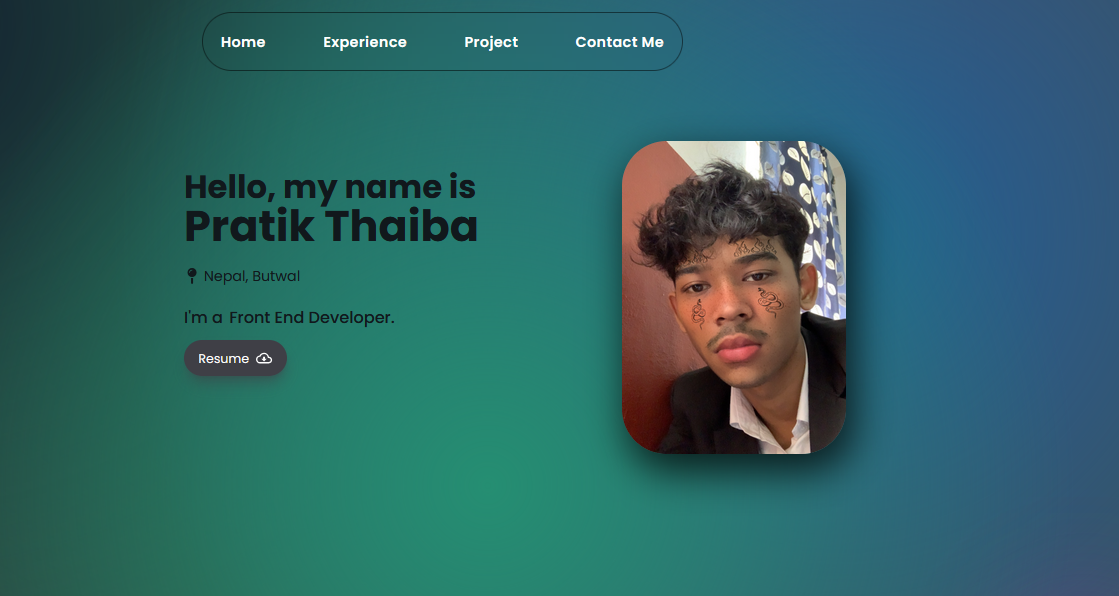 Home Experience Project Contact Me
Hello, my name is
Pratik Thaiba
Nepal, Butwal
I'm a Front End Developer.
Resume